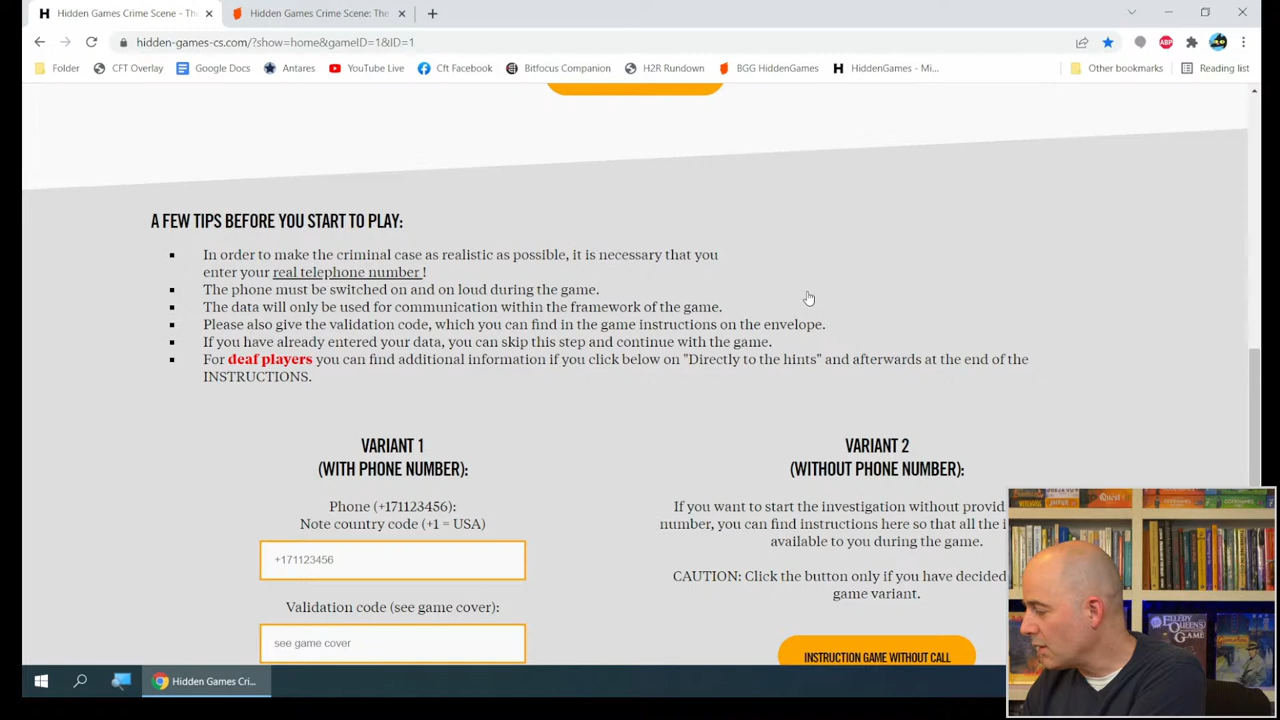 Hidden Games Crime Scene - Th
Hidden Games Crime Scene: The
hidden-games-cs.com/?show=home&gameID=1&ID=1
ABP
Folder
CFT Overlay
Google Docs
Antares
YouTube Live
Cft Facebook
Bitfocus Companion
H2R Rundown
BGG HiddenGames
HiddenGames - Mi...
Other bookmarks
Reading list
A FEW TIPS BEFORE YOU START TO PLAY:
In order to make the criminal case as realistic as possible, it is necessary that you
enter your real telephone number !
The phone must be switched on and on loud during the game.
The data will only be used for communication within the framework of the game.
Please also give the validation code, which you can find in the game instructions on the envelope.
If you have already entered your data, you can skip this step and continue with the game.
For deaf players you can find additional information if you click below on "Directly to the hints" and afterwards at the end of the
INSTRUCTIONS.
VARIANT 1
(WITH PHONE NUMBER):
Phone (+171123456):
Note country code (+1 = USA)
+171123456
Validation code (see game cover):
see game cover
VARIANT 2
(WITHOUT PHONE NUMBER):
If you want to start the investigation without provid
number, you can find instructions here so that all the i
available to you during the game.
CAUTION: Click the button only if you have decided
game variant.
INSTRUCTION GAME WITHOUT CALL
Hidden Games Cri...
Quest
ELLERY QUEEN'S
GAME